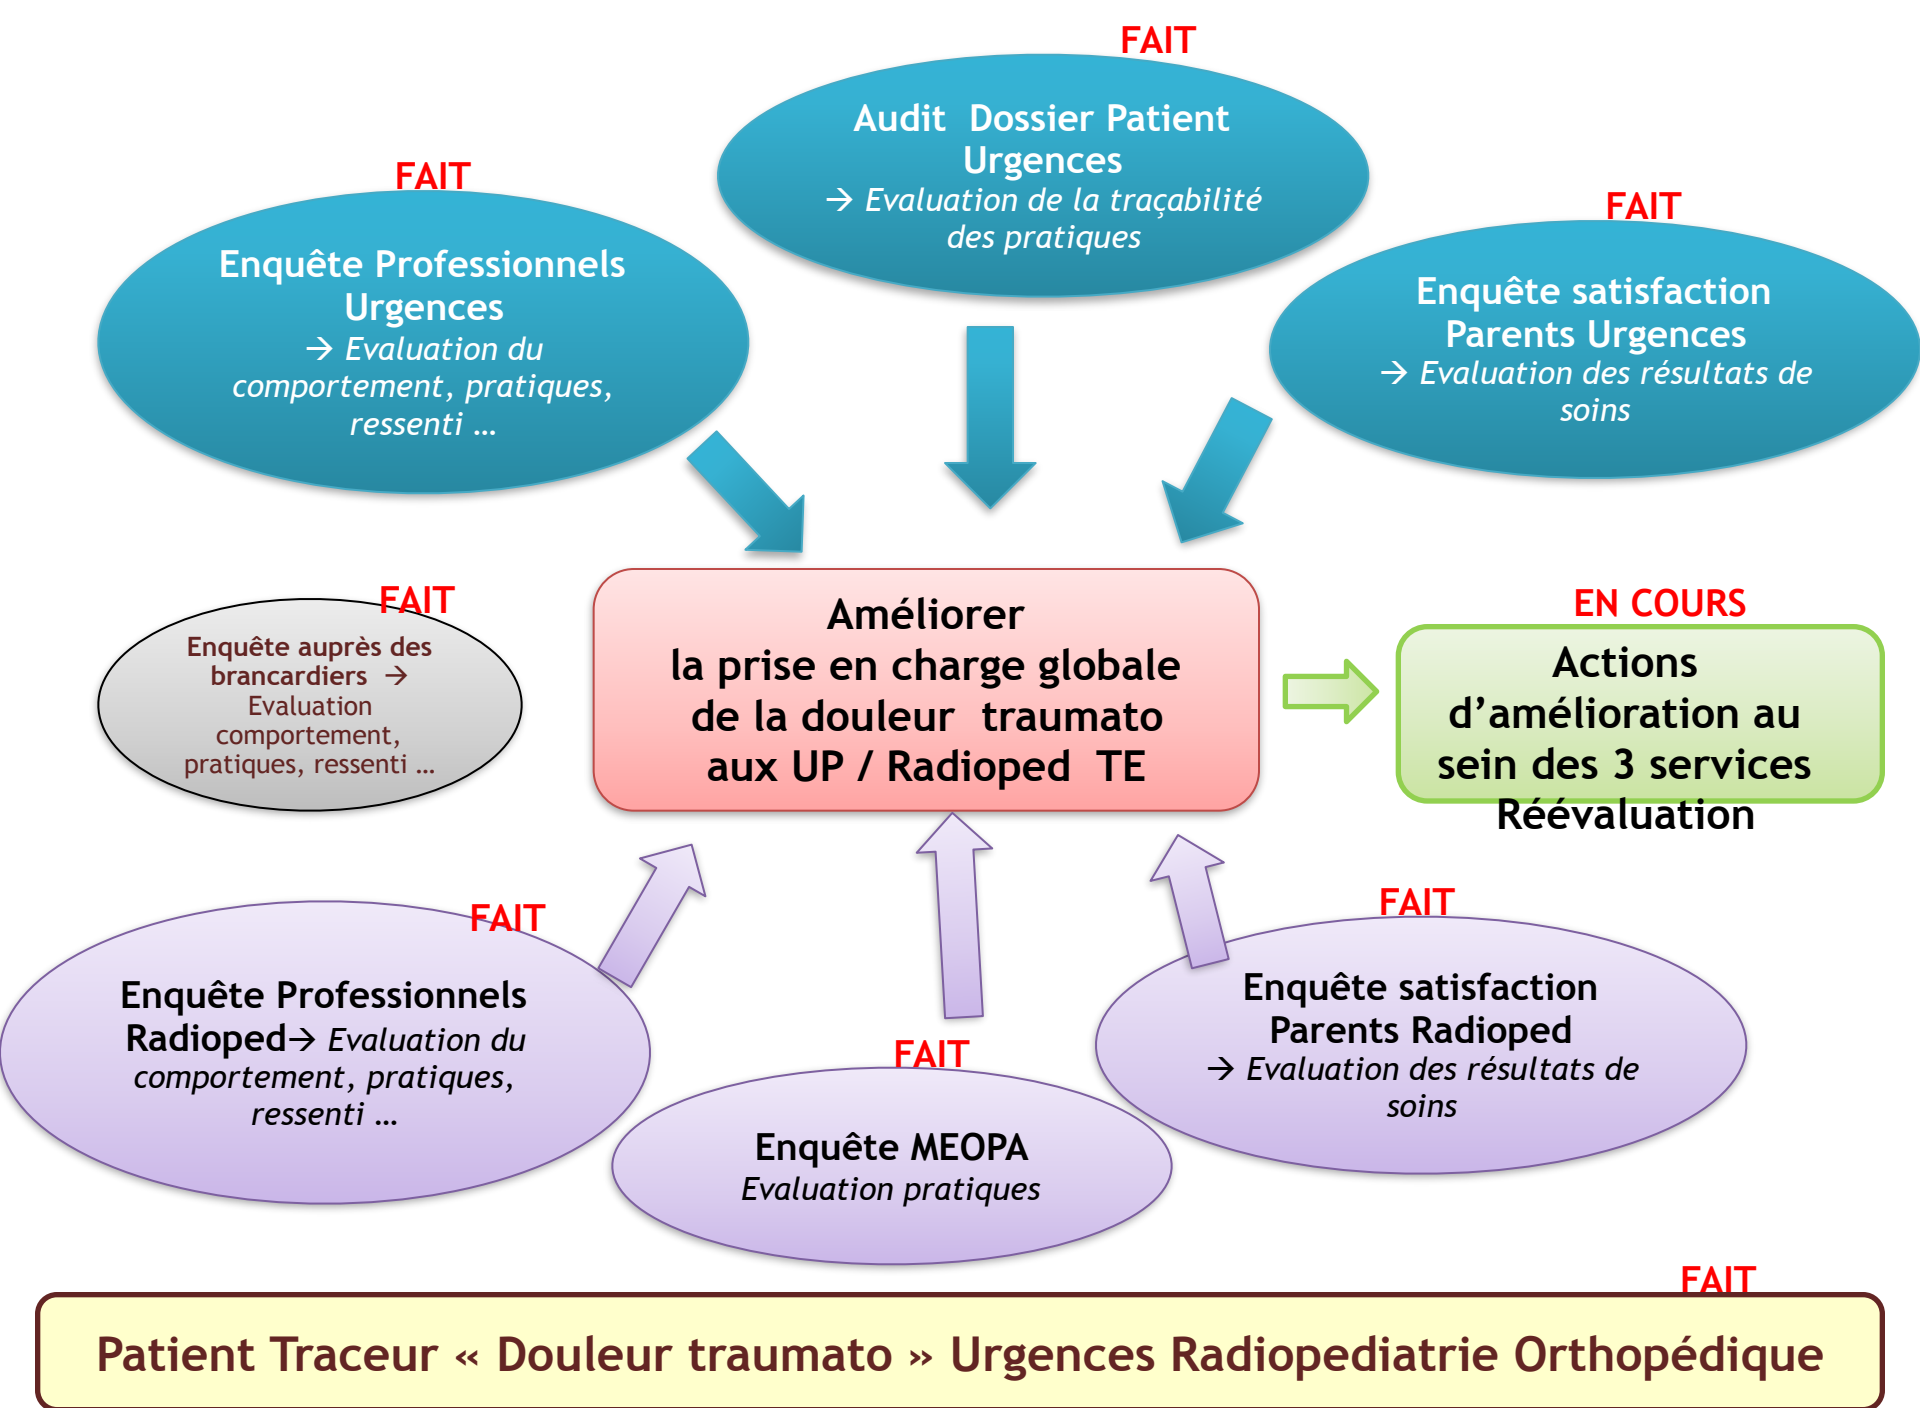 FAIT
Audit  Dossier Patient
Urgences
→ Evaluation de la traçabilité
des pratiques
FAIT
Enquête Professionnels
Urgences
→ Evaluation du
comportement, pratiques,
ressenti …
FAIT
Enquête satisfaction
Parents Urgences
→ Evaluation des résultats de
soins
FAIT
Enquête auprès des
brancardiers →
Evaluation
comportement,
pratiques, ressenti …
Améliorer
la prise en charge globale
de la douleur  traumato
aux UP / Radioped  TE
EN COURS
Actions
d’amélioration au
sein des 3 services
Réévaluation
FAIT
Enquête Professionnels
Radioped→ Evaluation du
comportement, pratiques,
ressenti …
FAIT
Enquête MEOPA
Evaluation pratiques
FAIT
Enquête satisfaction
Parents Radioped
→ Evaluation des résultats de
soins
FAIT
Patient Traceur « Douleur traumato » Urgences Radiopediatrie Orthopédique